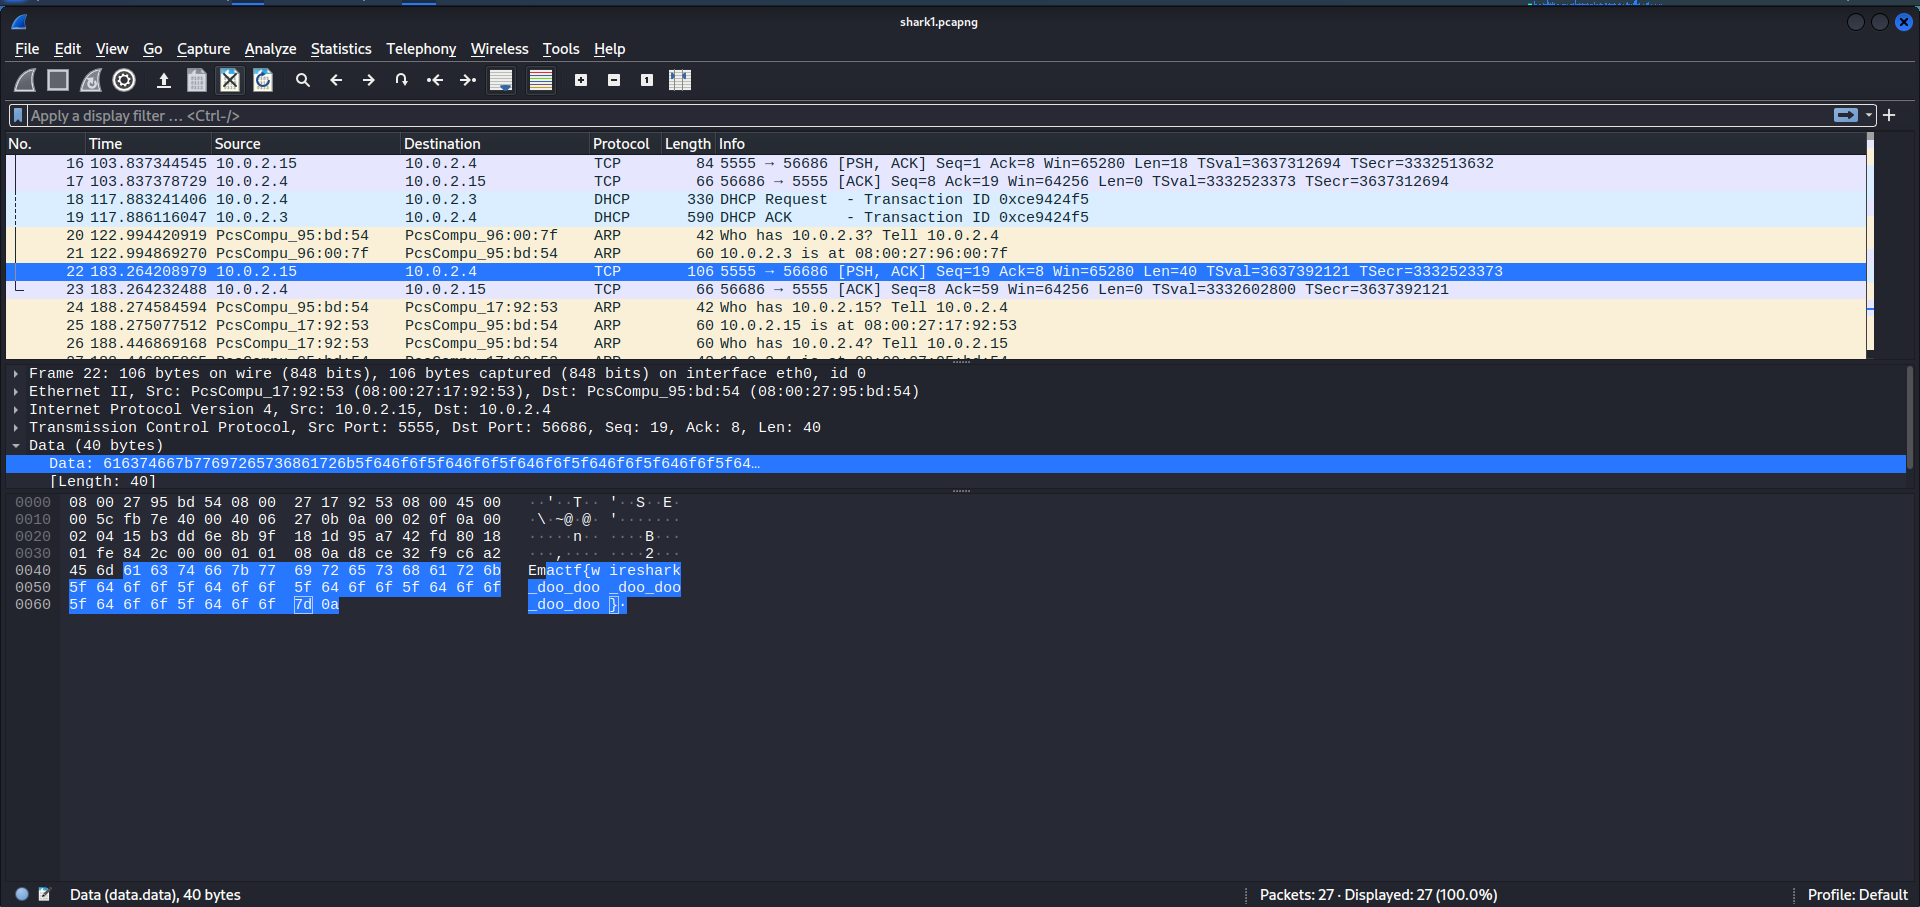 shark1.pcapng
File Edit View Go Capture Analyze Statistics Telephony Wireless Tools Help
Apply a display filter … <Ctrl-/>
No. Time Source Destination Protocol Length Info
16 103.837344545 10.0.2.15 10.0.2.4 TCP 84 5555 → 56686 [PSH, ACK] Seq=1 Ack=8 Win=65280 Len=18 TSval=3637312694 TSecr=3332513632
17 103.837378729 10.0.2.4 10.0.2.15 TCP 66 56686 → 5555 [ACK] Seq=8 Ack=19 Win=64256 Len=0 TSval=3332523373 TSecr=3637312694
18 117.883241406 10.0.2.4 10.0.2.3 DHCP 330 DHCP Request - Transaction ID 0xce9424f5
19 117.886116047 10.0.2.3 10.0.2.4 DHCP 590 DHCP ACK - Transaction ID 0xce9424f5
20 122.994420919 PcsCompu_95:bd:54 PcsCompu_96:00:7f ARP 42 Who has 10.0.2.3? Tell 10.0.2.4
21 122.994869270 PcsCompu_96:00:7f PcsCompu_95:bd:54 ARP 60 10.0.2.3 is at 08:00:27:96:00:7f
22 183.264208979 10.0.2.15 10.0.2.4 TCP 106 5555 → 56686 [PSH, ACK] Seq=19 Ack=8 Win=65280 Len=40 TSval=3637392121 TSecr=3332523373
23 183.264232488 10.0.2.4 10.0.2.15 TCP 66 56686 → 5555 [ACK] Seq=8 Ack=59 Win=64256 Len=0 TSval=3332602800 TSecr=3637392121
24 188.274584594 PcsCompu_95:bd:54 PcsCompu_17:92:53 ARP 42 Who has 10.0.2.15? Tell 10.0.2.4
25 188.275077512 PcsCompu_17:92:53 PcsCompu_95:bd:54 ARP 60 10.0.2.15 is at 08:00:27:17:92:53
26 188.446869168 PcsCompu_17:92:53 PcsCompu_95:bd:54 ARP 60 Who has 10.0.2.4? Tell 10.0.2.15
Frame 22: 106 bytes on wire (848 bits), 106 bytes captured (848 bits) on interface eth0, id 0
Ethernet II, Src: PcsCompu_17:92:53 (08:00:27:17:92:53), Dst: PcsCompu_95:bd:54 (08:00:27:95:bd:54)
Internet Protocol Version 4, Src: 10.0.2.15, Dst: 10.0.2.4
Transmission Control Protocol, Src Port: 5555, Dst Port: 56686, Seq: 19, Ack: 8, Len: 40
Data (40 bytes)
Data: 616374667b77697265736861726b5f646f6f5f646f6f5f646f6f5f646f6f5f646f6f5f64…
[Length: 40]
0000 08 00 27 95 bd 54 08 00 27 17 92 53 08 00 45 00 ··'··T·· '··S··E·
0010 00 5c fb 7e 40 00 40 06 27 0b 0a 00 02 0f 0a 00 ·\·~@·@· '·······
0020 02 04 15 b3 dd 6e 8b 9f 18 1d 95 a7 42 fd 80 18 ·····n·· ····B···
0030 01 fe 84 2c 00 00 01 01 08 0a d8 ce 32 f9 c6 a2 ···,···· ····2···
0040 45 6d 61 63 74 66 7b 77 69 72 65 73 68 61 72 6b Emactf{w ireshark
0050 5f 64 6f 6f 5f 64 6f 6f 5f 64 6f 6f 5f 64 6f 6f _doo_doo _doo_doo
0060 5f 64 6f 6f 5f 64 6f 6f 7d 0a _doo_doo }·
Data (data.data), 40 bytes Packets: 27 · Displayed: 27 (100.0%) Profile: Default